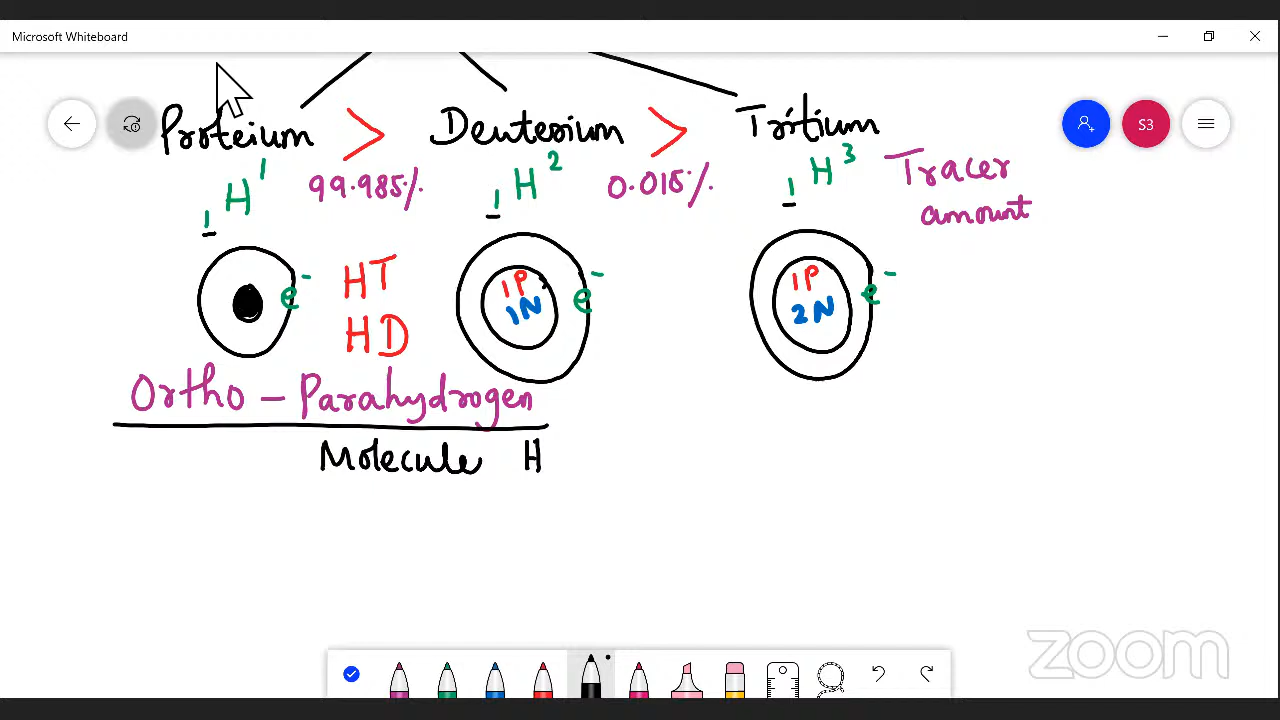 Microsoft Whiteboard
Proteium > Deuterium > Tritium
S3
₁H¹ 99.985% ₁H² 0.015% ₁H³ Tracer
amount
e⁻ HT 1P 1N e⁻ 1P 2N e⁻
HD
Ortho - Parahydrogen
Molecule H
zoom